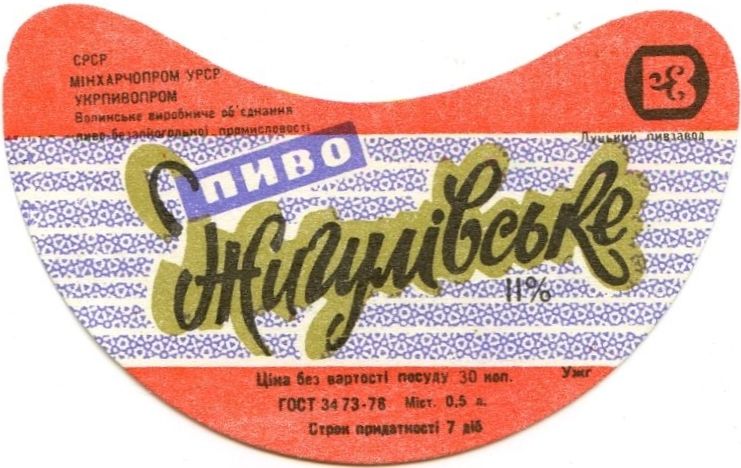 СРСР
МІНХАРЧОПРОМ УРСР
УКРПИВОПРОМ
Волинське виробниче об'єднання
пиво-безалкогольної промисловості
Луцький пивзавод
ПИВО
Жигулівське
11%
Ціна без вартості посуду 30 коп.
Ужг
ГОСТ 3473-78 Міст. 0,5 л.
Строк придатності 7 діб